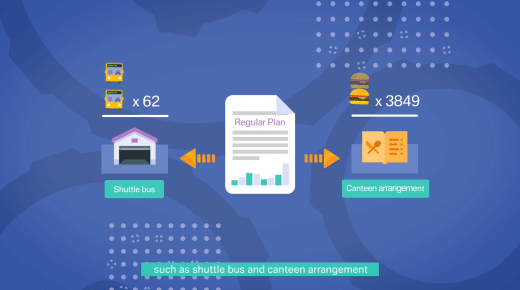 x 62
x 3849
Regular Plan
Shuttle bus
Canteen arrangement
such as shuttle bus and canteen arrangement